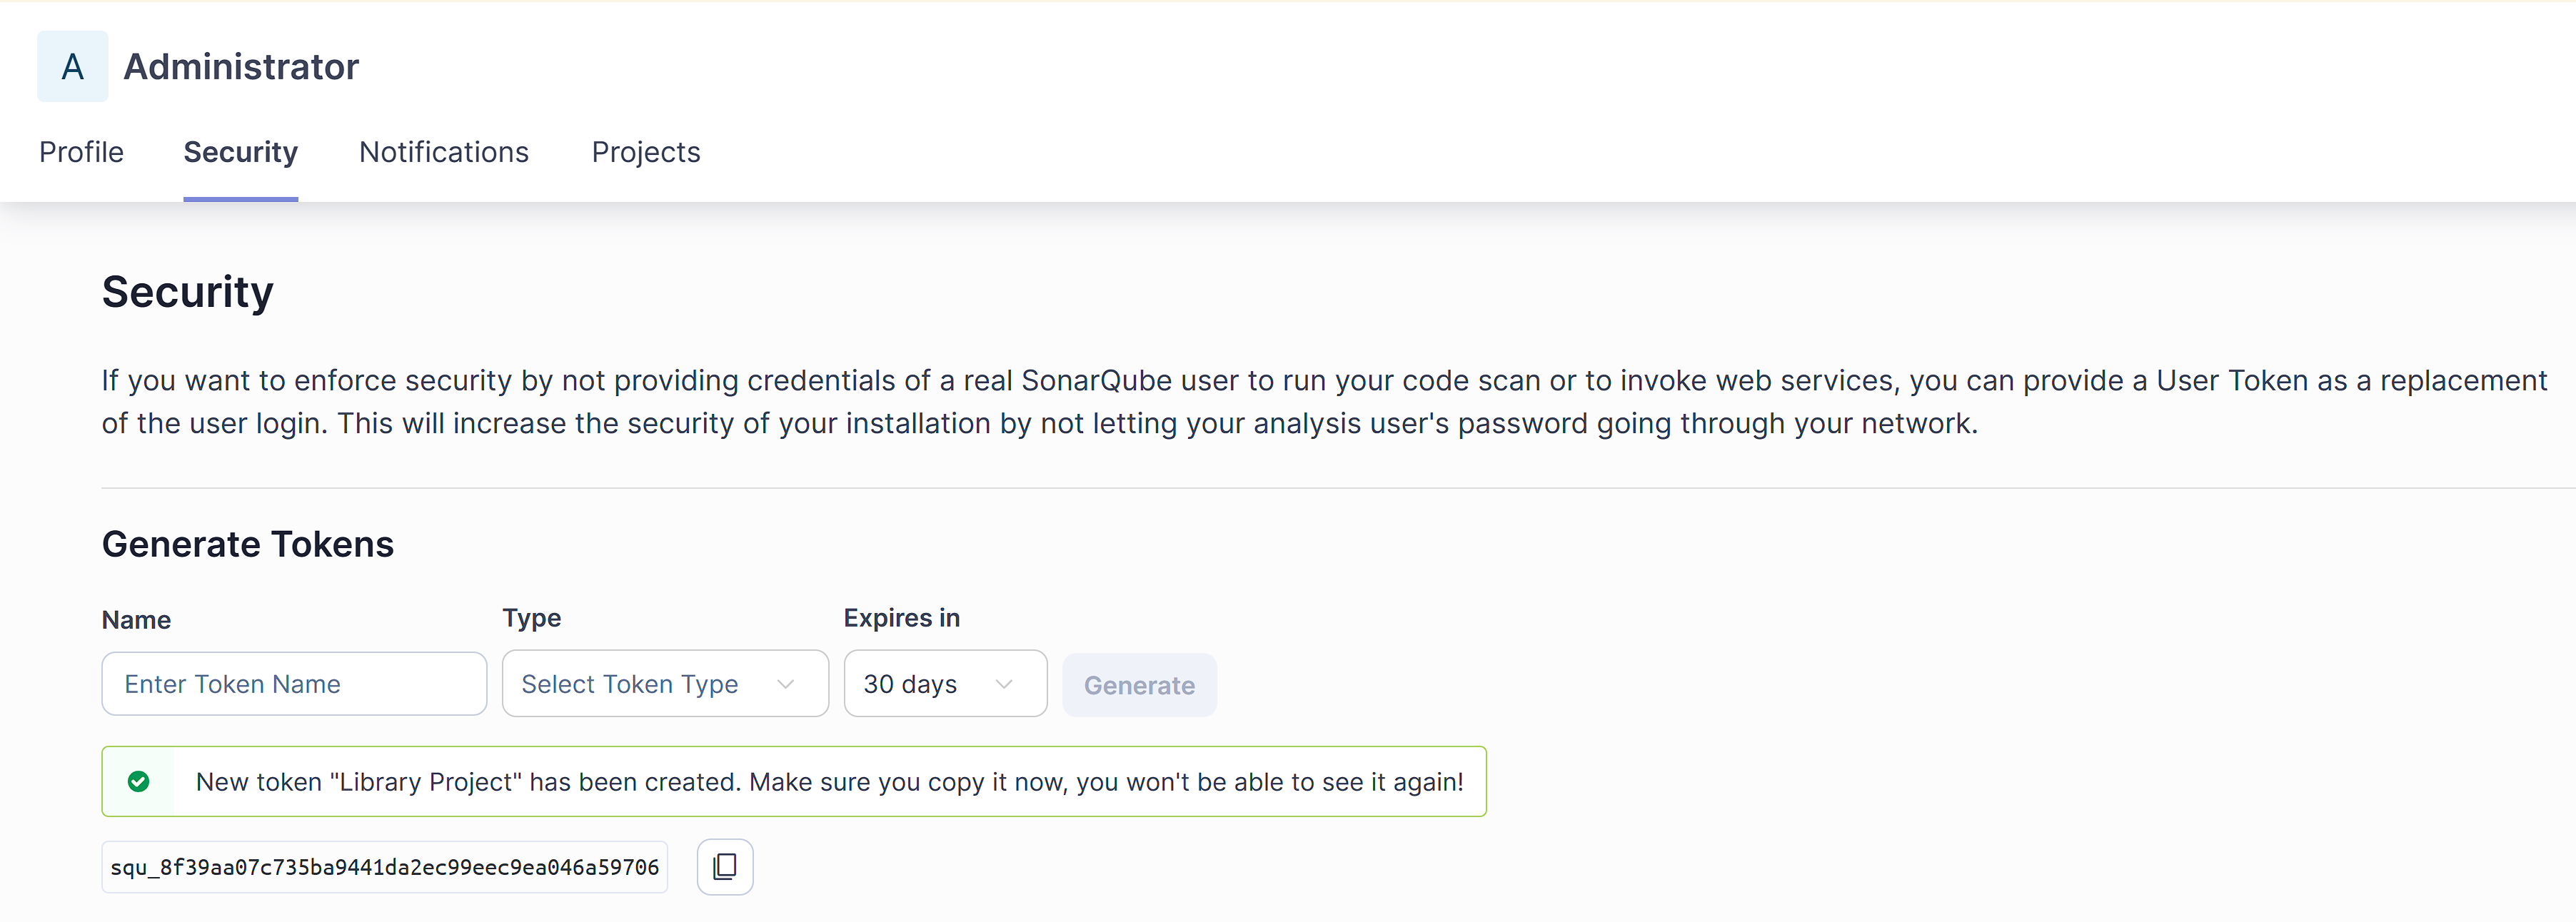 A Administrator
Profile Security Notifications Projects
Security
If you want to enforce security by not providing credentials of a real SonarQube user to run your code scan or to invoke web services, you can provide a User Token as a replacement
of the user login. This will increase the security of your installation by not letting your analysis user's password going through your network.
Generate Tokens
Name Type Expires in
Enter Token Name Select Token Type 30 days Generate
New token "Library Project" has been created. Make sure you copy it now, you won't be able to see it again!
squ_8f39aa07c735ba9441da2ec99eec9ea046a59706